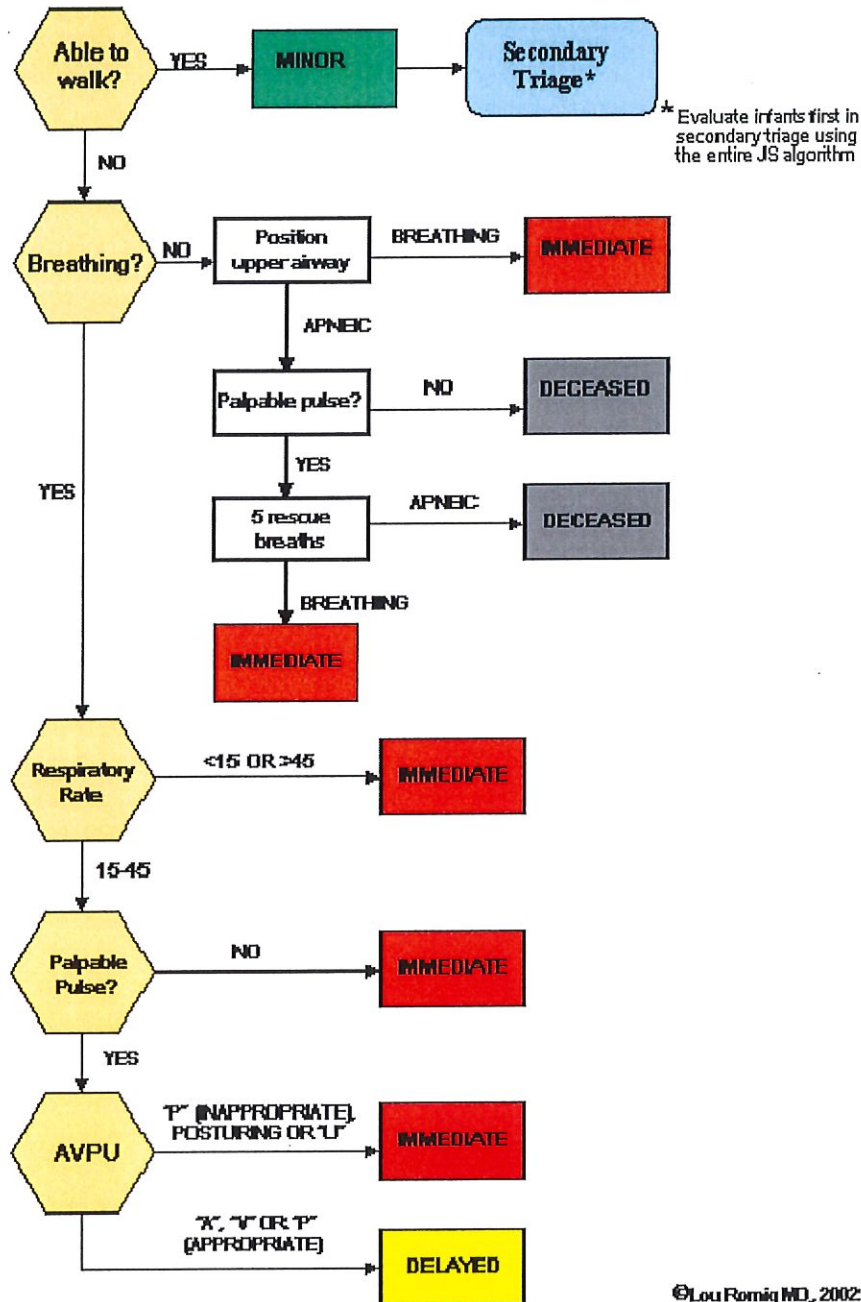 Able to
walk?
YES
MINOR
Secondary
Triage*
* Evaluate infants first in
secondary triage using
the entire JS algorithm
NO
Breathing?
NO
Position
upper airway
BREATHING
IMMEDIATE
APNEIC
Palpable pulse?
NO
DECEASED
YES
5 rescue
breaths
APNEIC
DECEASED
BREATHING
IMMEDIATE
YES
Respiratory
Rate
<15 OR >45
IMMEDIATE
15-45
Palpable
Pulse?
NO
IMMEDIATE
YES
AVPU
"P" (INAPPROPRIATE),
POSTURING OR "U"
IMMEDIATE
"A", "V" OR "P"
(APPROPRIATE)
DELAYED
©Lou Romig MD, 2002